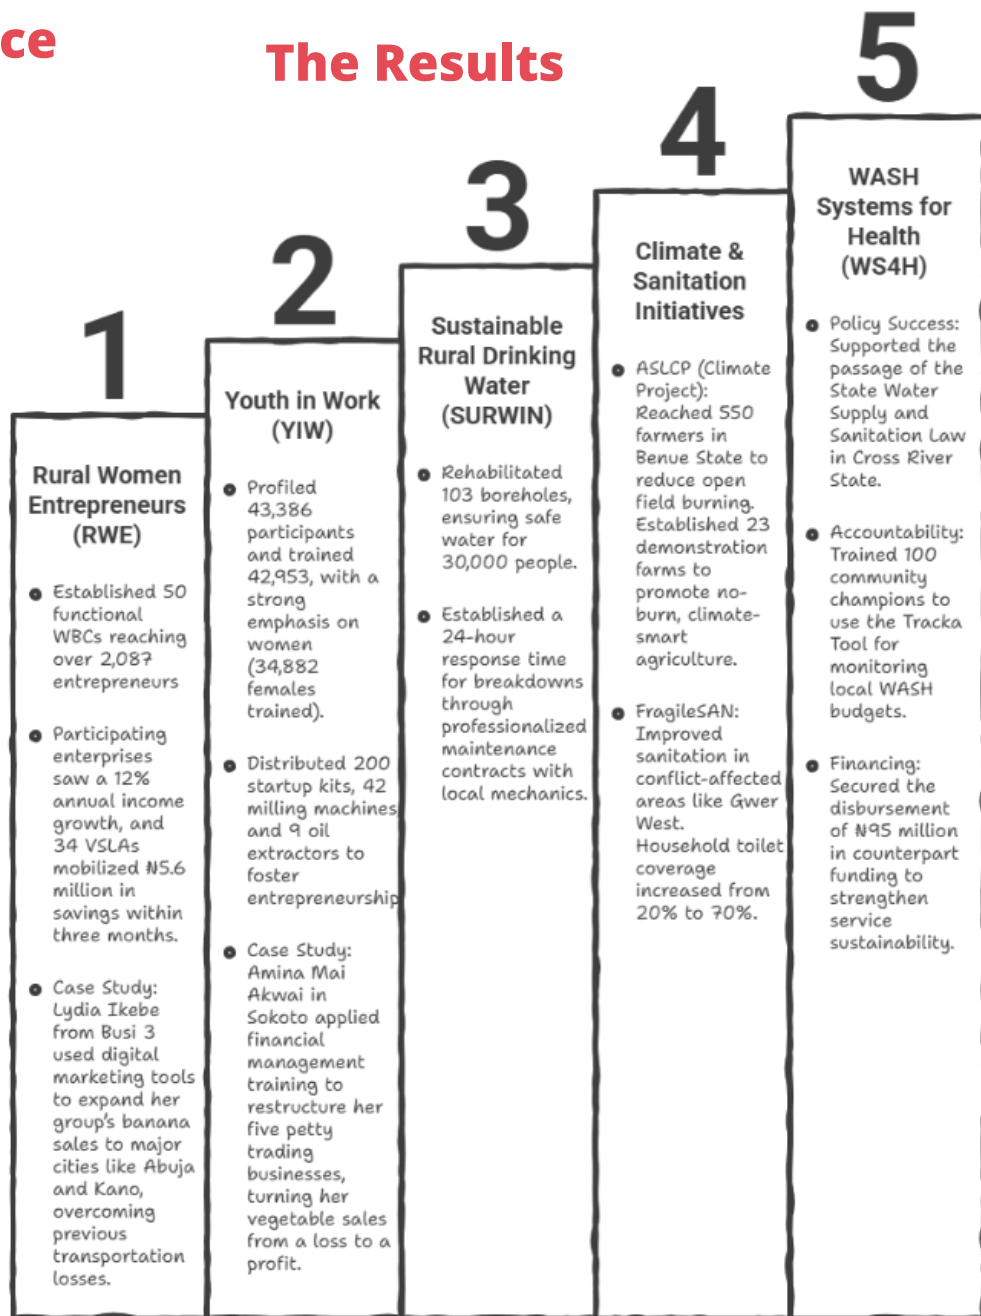 ce
The Results
1
Rural Women
Entrepreneurs
(RWE)
Established 50
functional
WBCs reaching
over 2,087
entrepreneurs
Participating
enterprises
saw a 12%
annual income
growth, and
34 VSLAs
mobilized ₦5.6
million in
savings within
three months.
Case Study:
Lydia Ikebe
from Busi 3
used digital
marketing tools
to expand her
group's banana
sales to major
cities like Abuja
and Kano,
overcoming
previous
transportation
losses.
2
Youth in Work
(YIW)
Profiled
43,386
participants
and trained
42,953, with a
strong
emphasis on
women
(34,882
females
trained).
Distributed 200
startup kits, 42
milling machines
and 9 oil
extractors to
foster
entrepreneurship
Case Study:
Amina Mai
Akwai in
Sokoto applied
financial
management
training to
restructure her
five petty
trading
businesses,
turning her
vegetable sales
from a loss to a
profit.
3
Sustainable
Rural Drinking
Water
(SURWIN)
Rehabilitated
103 boreholes,
ensuring safe
water for
30,000 people.
Established a
24-hour
response time
for breakdowns
through
professionalized
maintenance
contracts with
local mechanics.
4
Climate &
Sanitation
Initiatives
ASLCP (Climate
Project):
Reached 550
farmers in
Benue State to
reduce open
field burning.
Established 23
demonstration
farms to
promote no-
burn, climate-
smart
agriculture.
FragileSAN:
Improved
sanitation in
conflict-affected
areas like Gwer
West.
Household toilet
coverage
increased from
20% to 70%.
5
WASH
Systems for
Health
(WS4H)
Policy Success:
Supported the
passage of the
State Water
Supply and
Sanitation Law
in Cross River
State.
Accountability:
Trained 100
community
champions to
use the Tracka
Tool for
monitoring
local WASH
budgets.
Financing:
Secured the
disbursement
of ₦95 million
in counterpart
funding to
strengthen
service
sustainability.